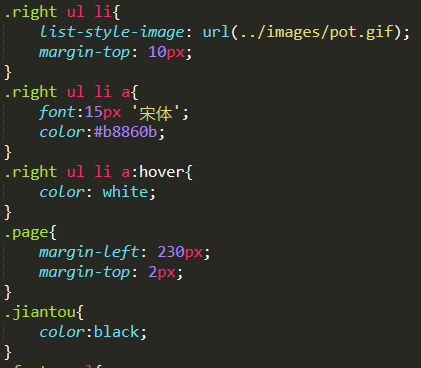 .right ul li{
list-style-image: url(../images/pot.gif);
margin-top: 10px;
}
.right ul li a{
font:15px '宋体';
color:#b8860b;
}
.right ul li a:hover{
color: white;
}
.page{
margin-left: 230px;
margin-top: 2px;
}
.jiantou{
color:black;
}